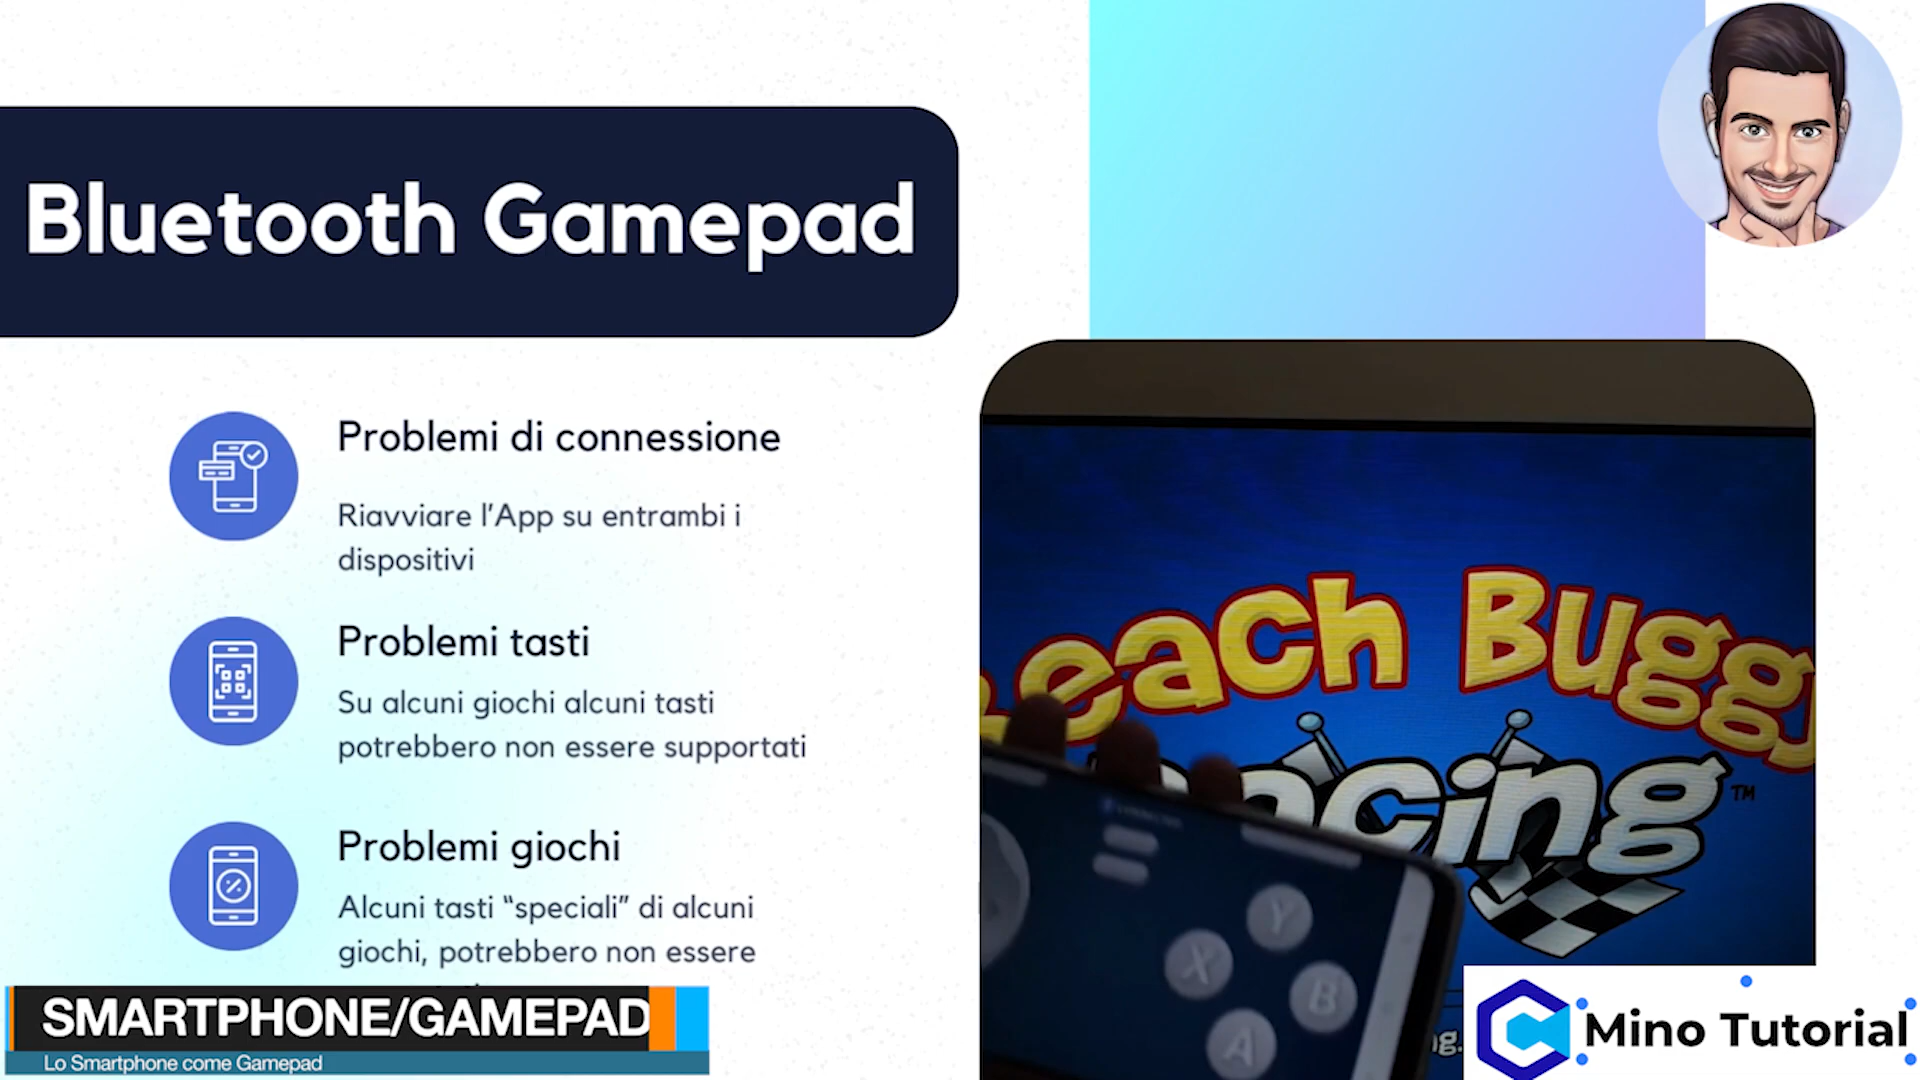 Bluetooth Gamepad
Problemi di connessione
Riavviare l'App su entrambi i
dispositivi
Problemi tasti
Su alcuni giochi alcuni tasti
potrebbero non essere supportati
Problemi giochi
Alcuni tasti “speciali” di alcuni
giochi, potrebbero non essere
SMARTPHONE/GAMEPAD
Lo Smartphone come Gamepad
Beach Buggy
Racing™
Y
X
B
A
Mino Tutorial